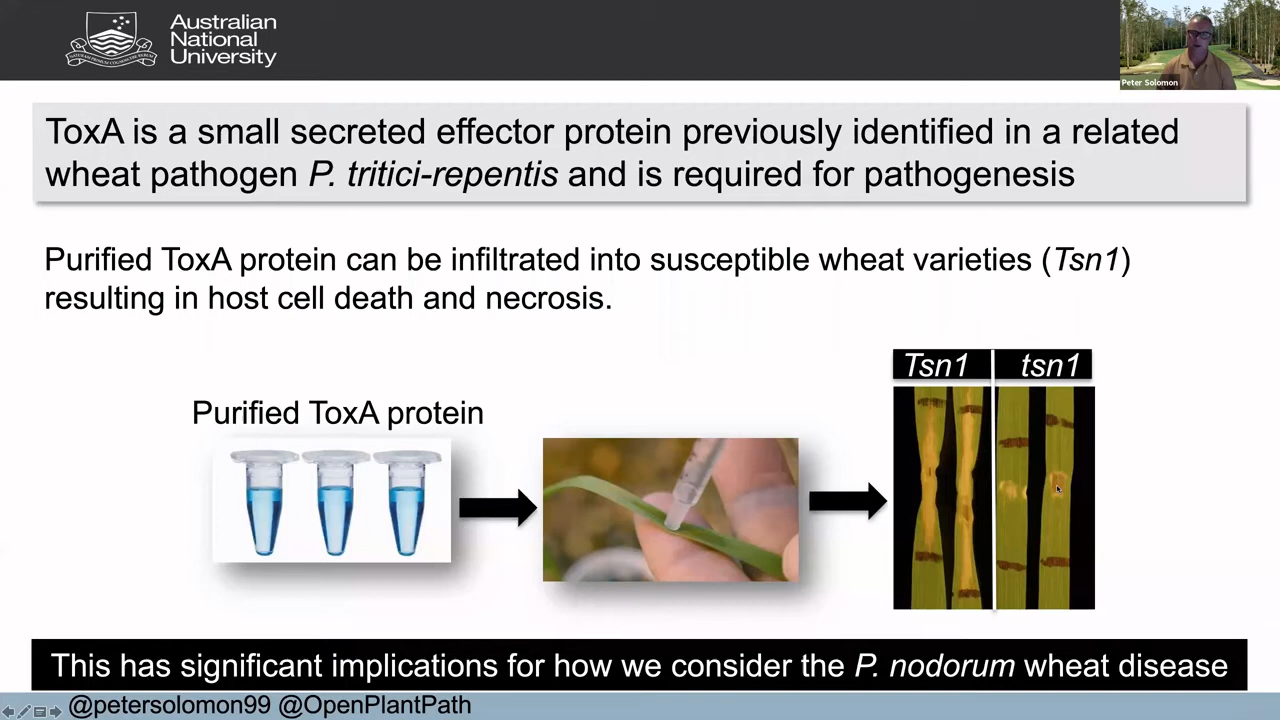 Australian
National
University
Peter Solomon
ToxA is a small secreted effector protein previously identified in a related
wheat pathogen P. tritici-repentis and is required for pathogenesis
Purified ToxA protein can be infiltrated into susceptible wheat varieties (Tsn1)
resulting in host cell death and necrosis.
Tsn1 tsn1
Purified ToxA protein
This has significant implications for how we consider the P. nodorum wheat disease
@petersolomon99 @OpenPlantPath